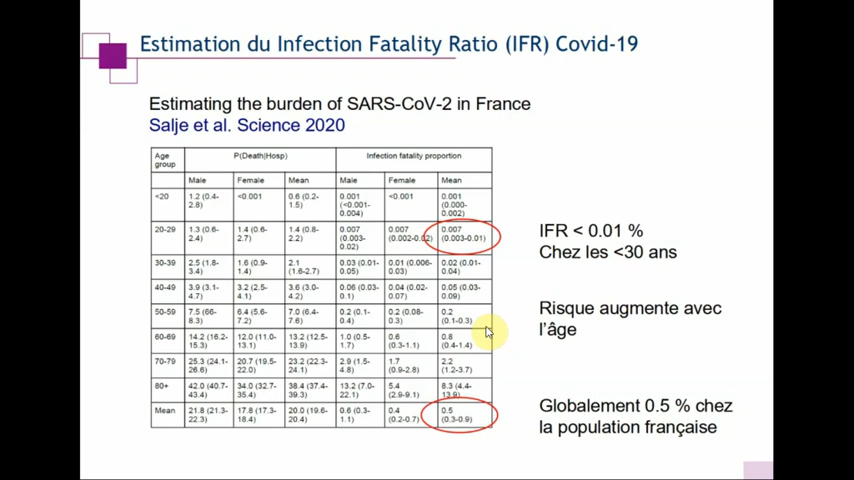 Estimation du Infection Fatality Ratio (IFR) Covid-19
Estimating the burden of SARS-CoV-2 in France
Salje et al. Science 2020
Age group P(Death|Hosp) Infection fatality proportion
Male Female Mean Male Female Mean
<20 1.2 (0.4-2.8) <0.001 0.6 (0.2-1.5) 0.001 (<0.001-0.004) <0.001 0.001 (0.000-0.002)
20-29 1.3 (0.6-2.4) 1.4 (0.6-2.7) 1.4 (0.8-2.2) 0.007 (0.003-0.02) 0.007 (0.002-0.02) 0.007 (0.003-0.01)
30-39 2.5 (1.8-3.4) 1.6 (0.9-1.4) 2.1 (1.6-2.7) 0.03 (0.01-0.05) 0.01 (0.006-0.03) 0.02 (0.01-0.04)
40-49 3.9 (3.1-4.7) 3.2 (2.5-4.1) 3.6 (3.0-4.2) 0.06 (0.03-0.1) 0.04 (0.02-0.07) 0.05 (0.03-0.09)
50-59 7.5 (66-8.3) 6.4 (5.6-7.2) 7.0 (6.4-7.6) 0.2 (0.1-0.4) 0.2 (0.08-0.3) 0.2 (0.1-0.3)
60-69 14.2 (16.2-15.3) 12.0 (11.0-13.1) 13.2 (12.5-13.9) 1.0 (0.5-1.7) 0.6 (0.3-1.1) 0.8 (0.4-1.4)
70-79 25.3 (24.1-26.6) 20.7 (19.5-22.0) 23.2 (22.3-24.1) 2.9 (1.5-4.8) 1.7 (0.9-2.8) 2.2 (1.2-3.7)
80+ 42.0 (40.7-43.4) 34.0 (32.7-35.4) 38.4 (37.4-39.3) 13.2 (7.0-22.1) 5.4 (2.9-9.1) 8.3 (4.4-13.9)
Mean 21.8 (21.3-22.3) 17.8 (17.3-18.4) 20.0 (19.6-20.4) 0.6 (0.3-1.1) 0.4 (0.2-0.7) 0.5 (0.3-0.9)
IFR < 0.01 %
Chez les <30 ans
Risque augmente avec
l'âge
Globalement 0.5 % chez
la population française